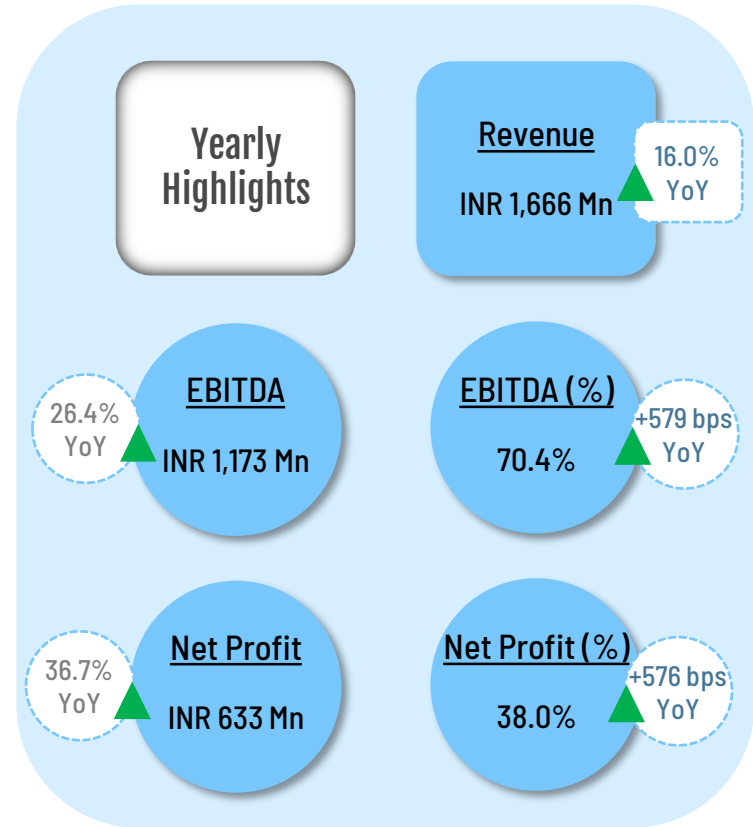 Yearly
Highlights
Revenue
INR 1,666 Mn
16.0%
YoY
EBITDA
INR 1,173 Mn
26.4%
YoY
EBITDA (%)
70.4%
+579 bps
YoY
Net Profit
INR 633 Mn
36.7%
YoY
Net Profit (%)
38.0%
+576 bps
YoY